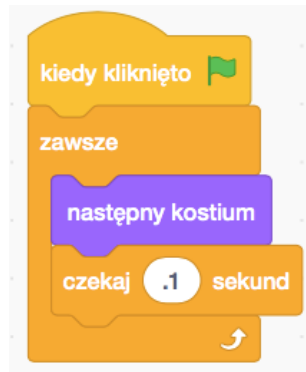 kiedy kliknięto
zawsze
następny kostium
czekaj .1 sekund